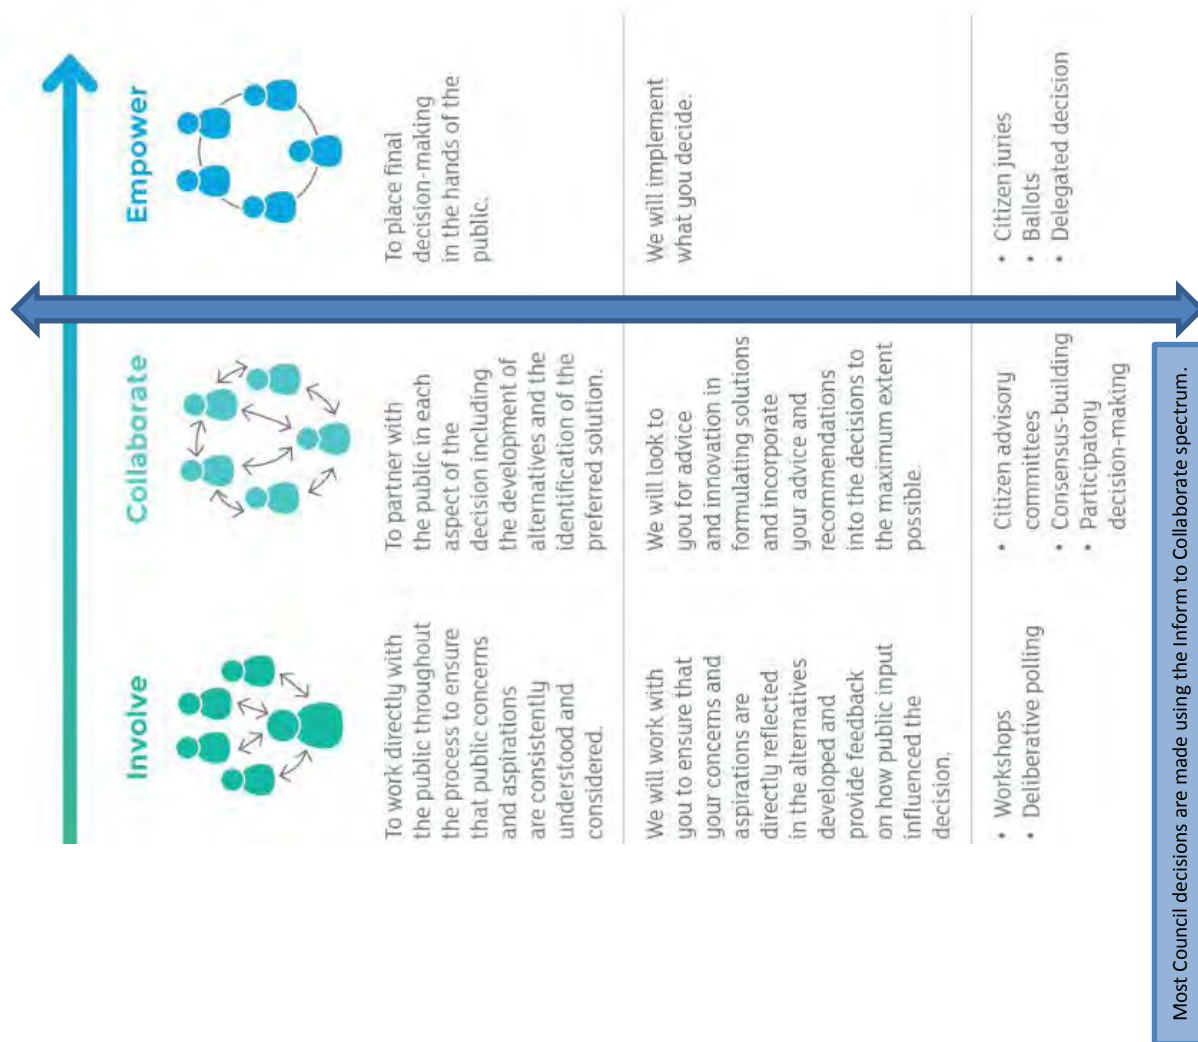 Involve
To work directly with
the public throughout
the process to ensure
that public concerns
and aspirations
are consistently
understood and
considered.
We will work with
you to ensure that
your concerns and
aspirations are
directly reflected
in the alternatives
developed and
provide feedback
on how public input
influenced the
decision.
• Workshops
• Deliberative polling
Collaborate
To partner with
the public in each
aspect of the
decision including
the development of
alternatives and the
identification of the
preferred solution.
We will look to
you for advice
and innovation in
formulating solutions
and incorporate
your advice and
recommendations
into the decisions to
the maximum extent
possible.
• Citizen advisory
committees
• Consensus-building
• Participatory
decision-making
Empower
To place final
decision-making
in the hands of the
public.
We will implement
what you decide.
• Citizen juries
• Ballots
• Delegated decision
Most Council decisions are made using the Inform to Collaborate spectrum.